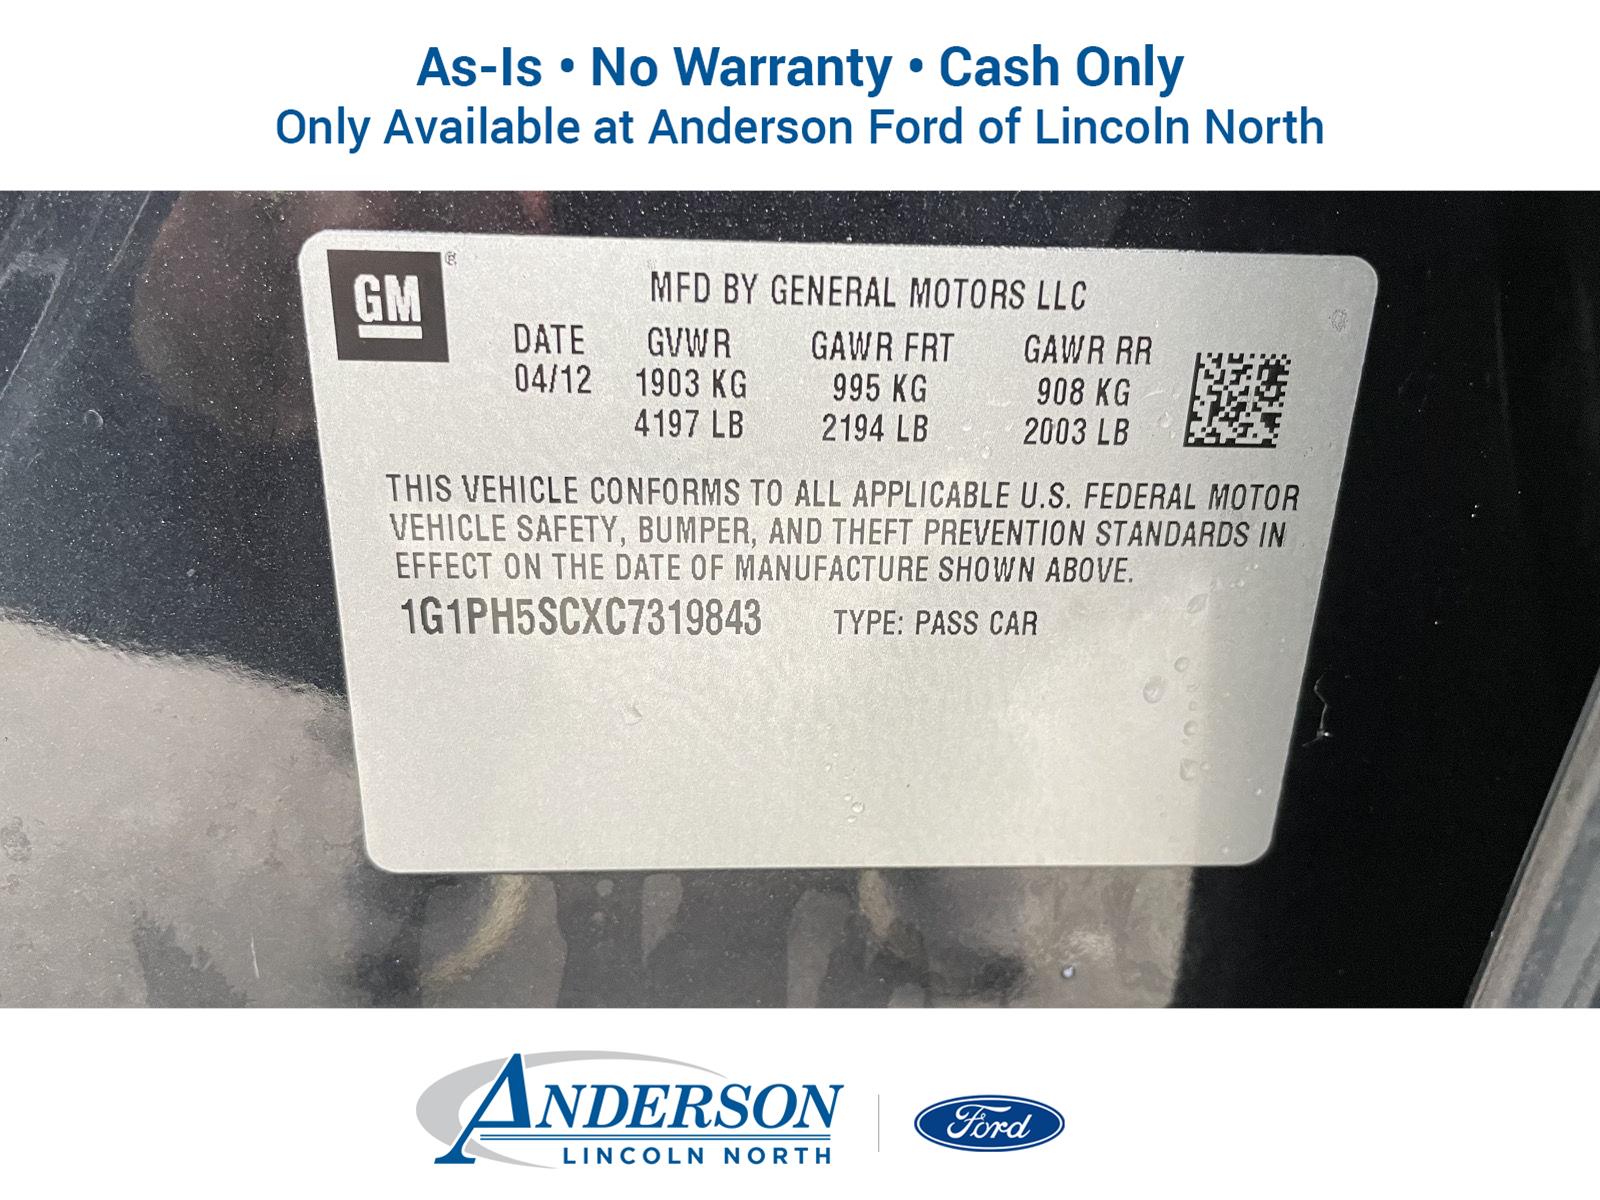 As-Is • No Warranty • Cash Only
Only Available at Anderson Ford of Lincoln North
GM ®
MFD BY GENERAL MOTORS LLC
DATE GVWR GAWR FRT GAWR RR
04/12 1903 KG 995 KG 908 KG
4197 LB 2194 LB 2003 LB
THIS VEHICLE CONFORMS TO ALL APPLICABLE U.S. FEDERAL MOTOR
VEHICLE SAFETY, BUMPER, AND THEFT PREVENTION STANDARDS IN
EFFECT ON THE DATE OF MANUFACTURE SHOWN ABOVE.
1G1PH5SCXC7319843 TYPE: PASS CAR
ANDERSON
LINCOLN NORTH
Ford